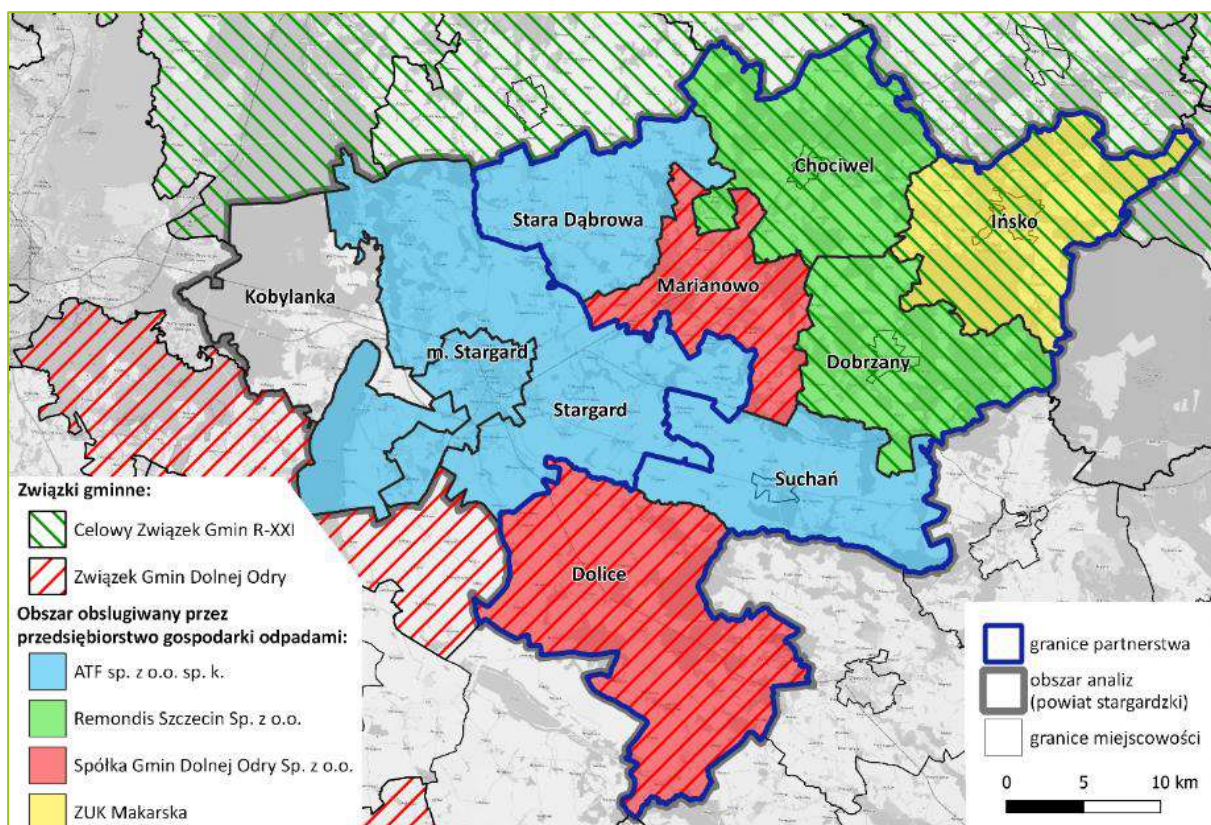 Chociwel
Ińsko
Stara Dąbrowa
Marianowo
Kobylanka
m. Stargard
Dobrzany
Stargard
Suchań
Dolice
Związki gminne:
Celowy Związek Gmin R-XXI
Związek Gmin Dolnej Odry
Obszar obsługiwany przez
przedsiębiorstwo gospodarki odpadami:
ATF sp. z o.o. sp. k.
Remondis Szczecin Sp. z o.o.
Spółka Gmin Dolnej Odry Sp. z o.o.
ZUK Makarska
granice partnerstwa
obszar analiz
(powiat stargardzki)
granice miejscowości
0 5 10 km